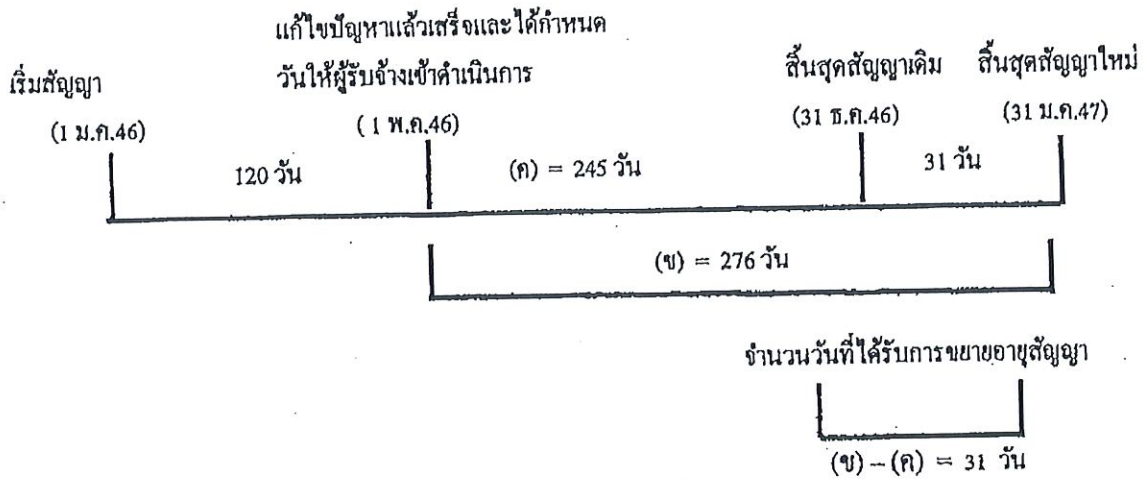 แก้ไขปัญหาแล้วเสร็จและได้กำหนด
วันให้ผู้รับจ้างเข้าดำเนินการ
เริ่มสัญญา
สิ้นสุดสัญญาเดิม
สิ้นสุดสัญญาใหม่
(1 ม.ค.46)
(1 พ.ค.46)
(31 ธ.ค.46)
(31 ม.ค.47)
120 วัน
(ค) = 245 วัน
31 วัน
(ข) = 276 วัน
จำนวนวันที่ได้รับการขยายอายุสัญญา
(ข) – (ค) = 31 วัน